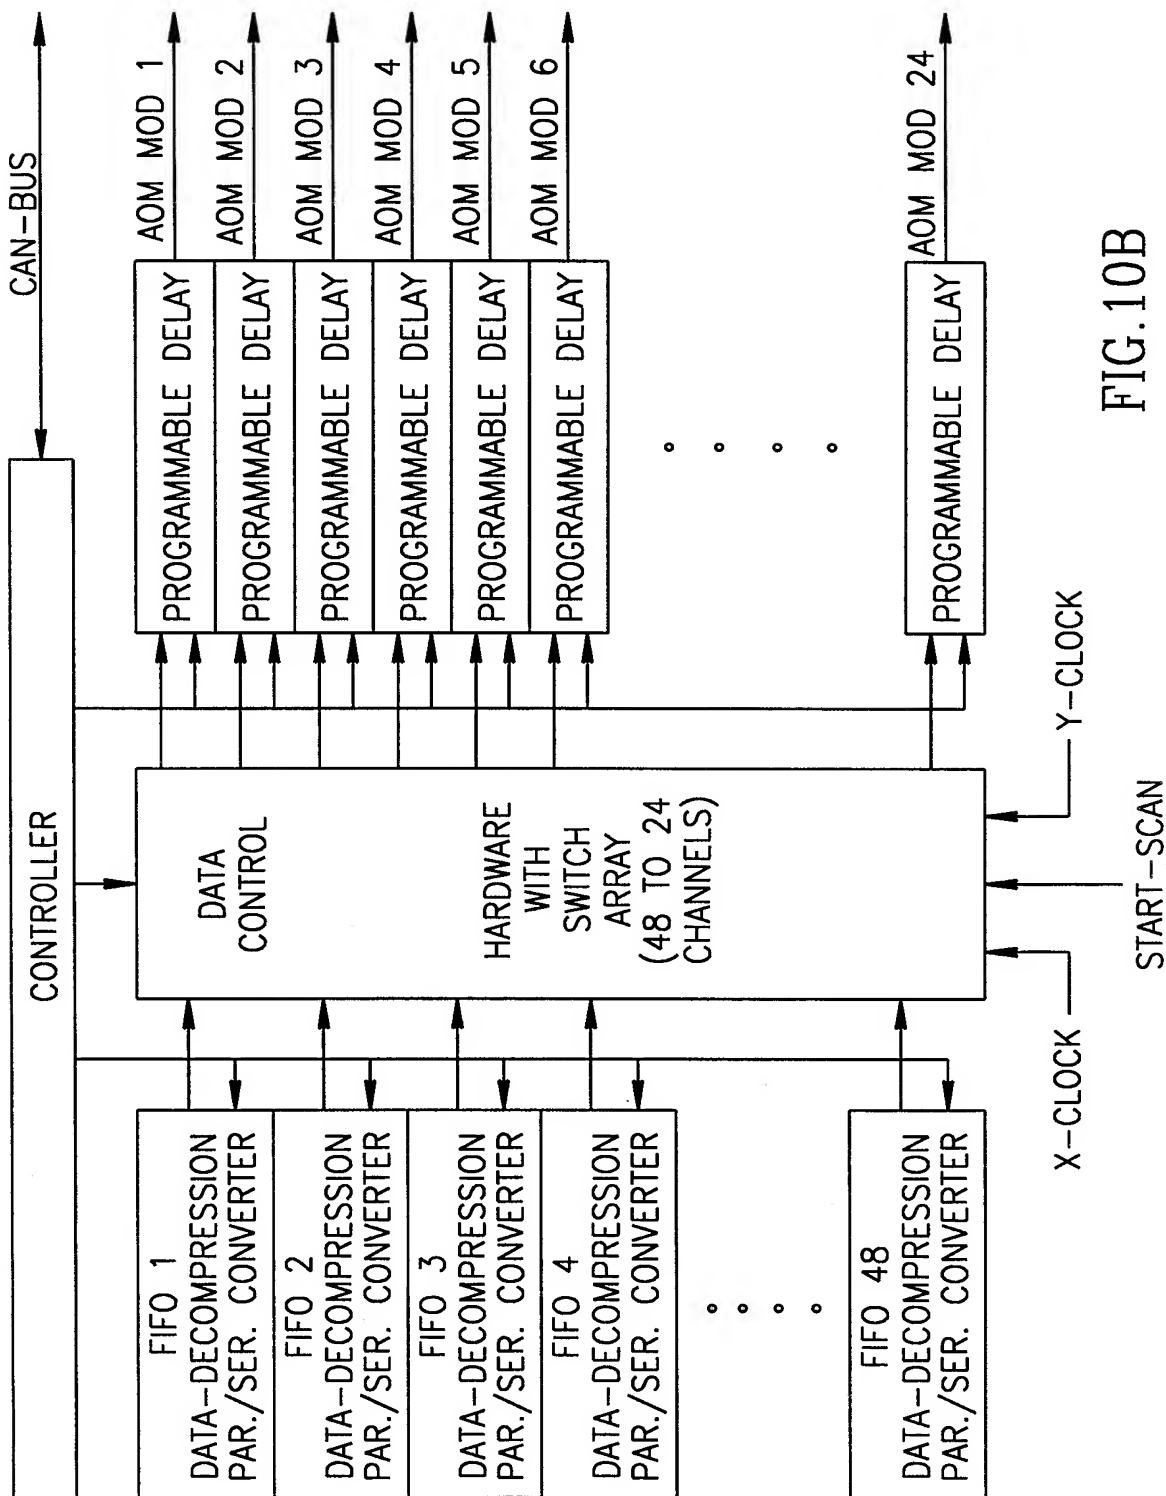 CONTROLLER
CAN-BUS
FIFO 1
DATA-DECOMPRESSION
PAR./SER. CONVERTER
FIFO 2
DATA-DECOMPRESSION
PAR./SER. CONVERTER
FIFO 3
DATA-DECOMPRESSION
PAR./SER. CONVERTER
FIFO 4
DATA-DECOMPRESSION
PAR./SER. CONVERTER
FIFO 48
DATA-DECOMPRESSION
PAR./SER. CONVERTER
DATA
CONTROL
HARDWARE
WITH
SWITCH
ARRAY
(48 TO 24
CHANNELS)
X-CLOCK
START-SCAN
Y-CLOCK
PROGRAMMABLE DELAY
AOM MOD 1
PROGRAMMABLE DELAY
AOM MOD 2
PROGRAMMABLE DELAY
AOM MOD 3
PROGRAMMABLE DELAY
AOM MOD 4
PROGRAMMABLE DELAY
AOM MOD 5
PROGRAMMABLE DELAY
AOM MOD 6
PROGRAMMABLE DELAY
AOM MOD 24
FIG.10B